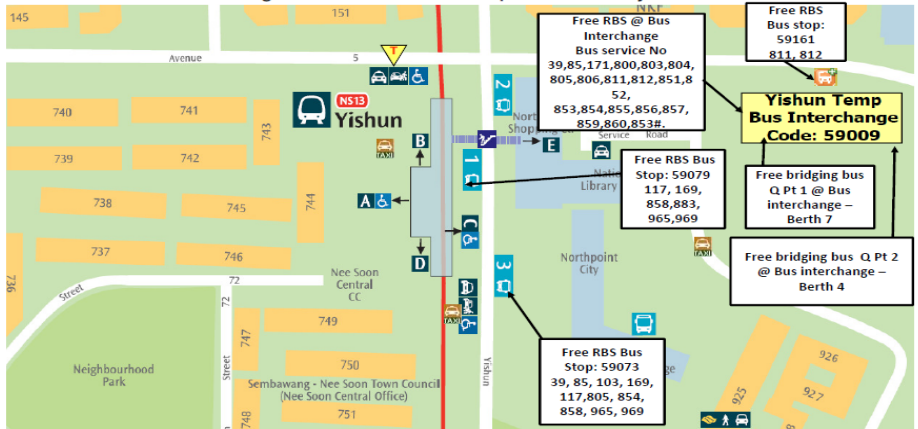 145
151
NKF
Avenue
5
T
740
741
743
NS13
Yishun
739
742
744
738
745
737
746
736
Street
72
72
Street
Nee Soon
Central
CC
749
747
750
748
751
Neighbourhood
Park
Sembawang - Nee Soon Town Council
(Nee Soon Central Office)
A
B
C
D
E
TAXI
TAXI
TAXI
1
2
3
Yishun
North
Shopping
Service
Road
Library
Northpoint
City
925
926
927
Free RBS @ Bus
Interchange
Bus service No
39,85,171,800,803,804,
805,806,811,812,851,8
52,
853,854,855,856,857,
859,860,853#.
Free RBS
Bus stop:
59161
811, 812
Yishun Temp
Bus Interchange
Code: 59009
Free RBS Bus
Stop: 59079
117, 169,
858,883,
965,969
Free bridging bus
Q Pt 1 @ Bus
interchange –
Berth 7
Free bridging bus Q Pt 2
@ Bus interchange –
Berth 4
Free RBS Bus
Stop: 59073
39, 85, 103, 169,
117,805, 854,
858, 965, 969